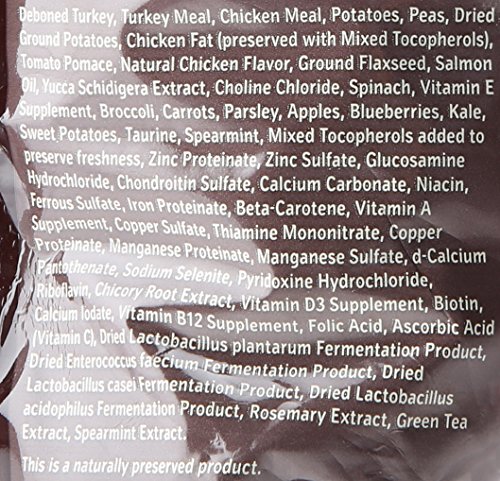 Deboned Turkey, Turkey Meal, Chicken Meal, Potatoes, Peas, Dried
Ground Potatoes, Chicken Fat (preserved with Mixed Tocopherols),
Tomato Pomace, Natural Chicken Flavor, Ground Flaxseed, Salmon
Oil, Yucca Schidigera Extract, Choline Chloride, Spinach, Vitamin E
Supplement, Broccoli, Carrots, Parsley, Apples, Blueberries, Kale,
Sweet Potatoes, Taurine, Spearmint, Mixed Tocopherols added to
preserve freshness, Zinc Proteinate, Zinc Sulfate, Glucosamine
Hydrochloride, Chondroitin Sulfate, Calcium Carbonate, Niacin,
Ferrous Sulfate, Iron Proteinate, Beta-Carotene, Vitamin A
Supplement, Copper Sulfate, Thiamine Mononitrate, Copper
Proteinate, Manganese Proteinate, Manganese Sulfate, d-Calcium
Pantothenate, Sodium Selenite, Pyridoxine Hydrochloride,
Riboflavin, Chicory Root Extract, Vitamin D3 Supplement, Biotin,
Calcium Iodate, Vitamin B12 Supplement, Folic Acid, Ascorbic Acid
(Vitamin C), Dried Lactobacillus plantarum Fermentation Product,
Dried Enterococcus faecium Fermentation Product, Dried
Lactobacillus casei Fermentation Product, Dried Lactobacillus
acidophilus Fermentation Product, Rosemary Extract, Green Tea
Extract, Spearmint Extract.
This is a naturally preserved product.